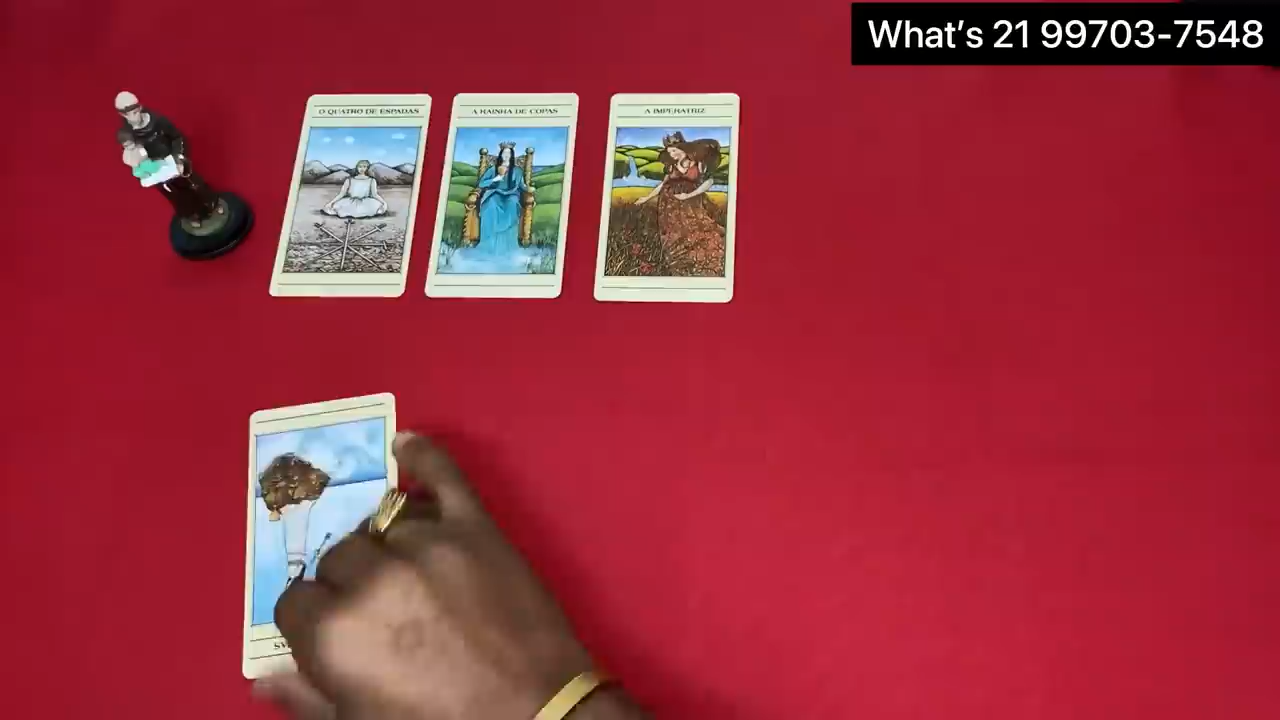 What's 21 99703-7548
O QUATRO DE ESPADAS
A RAINHA DE COPAS
A IMPERATRIZ